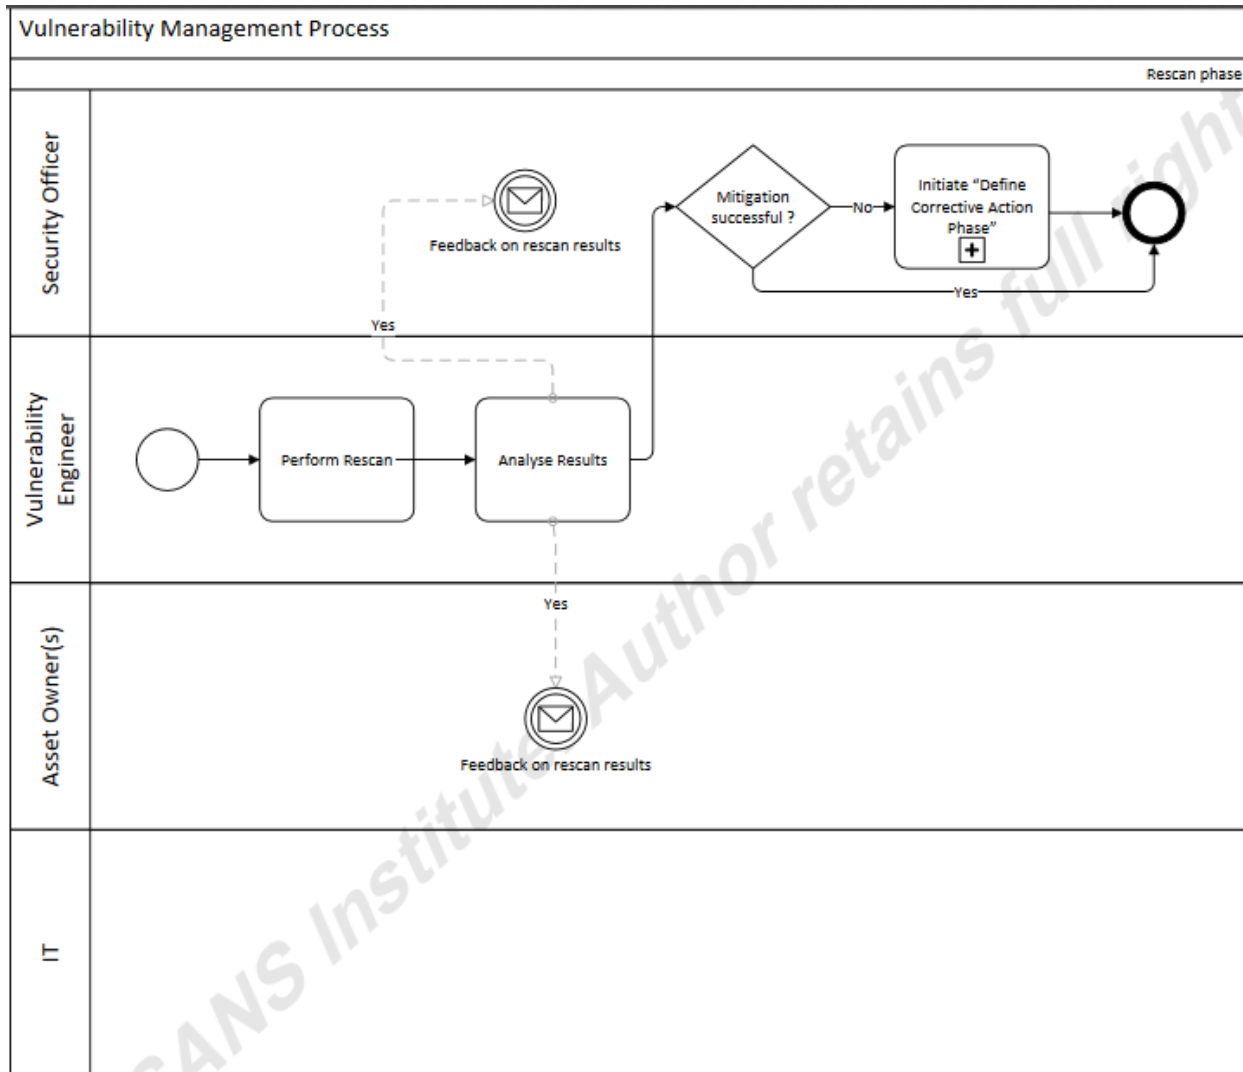 Vulnerability Management Process
Rescan phase
Security Officer
Feedback on rescan results
Mitigation
successful ?
No
Initiate "Define
Corrective Action
Phase"
Yes
Yes
Vulnerability
Engineer
Perform Rescan
Analyse Results
Yes
Asset Owner(s)
Feedback on rescan results
IT
SANS Institute, Author retains full right